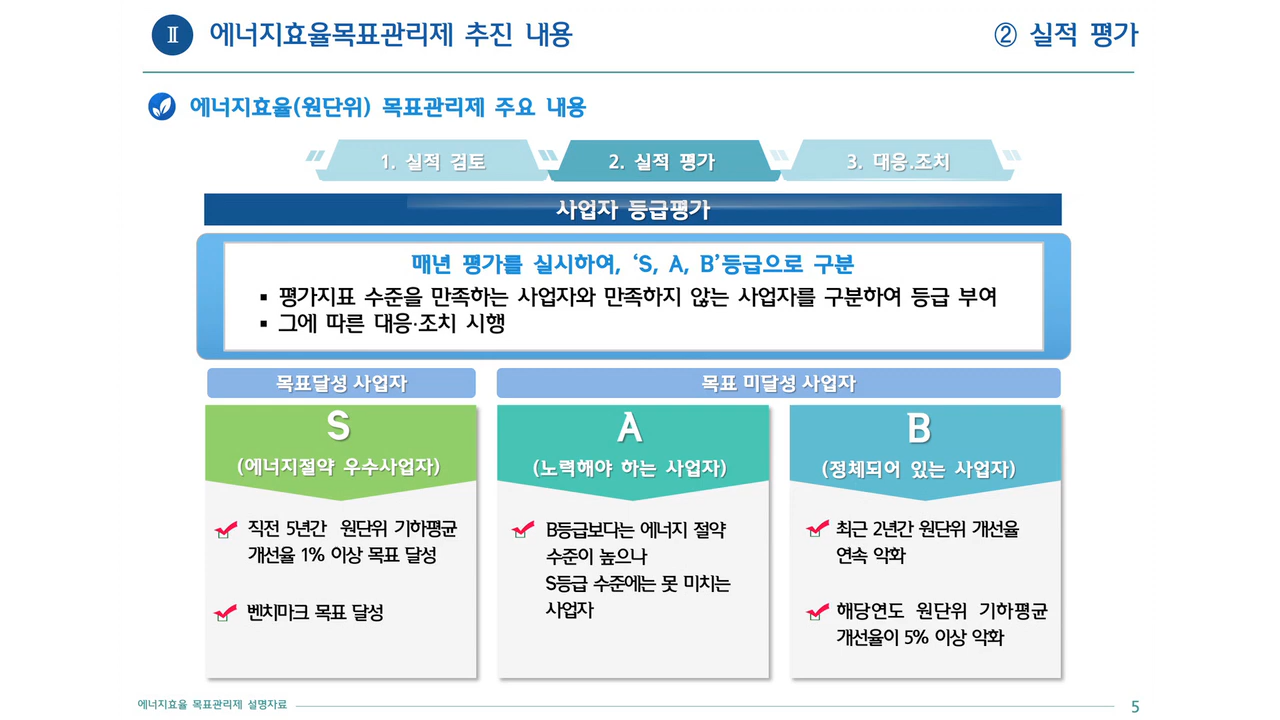 Ⅱ 에너지효율목표관리제 추진 내용 ② 실적 평가
에너지효율(원단위) 목표관리제 주요 내용
1. 실적 검토 2. 실적 평가 3. 대응.조치
사업자 등급평가
매년 평가를 실시하여, ‘S, A, B’등급으로 구분
▪ 평가지표 수준을 만족하는 사업자와 만족하지 않는 사업자를 구분하여 등급 부여
▪ 그에 따른 대응·조치 시행
목표달성 사업자
S
(에너지절약 우수사업자)
직전 5년간 원단위 기하평균
개선율 1% 이상 목표 달성
벤치마크 목표 달성
목표 미달성 사업자
A
(노력해야 하는 사업자)
B등급보다는 에너지 절약
수준이 높으나
S등급 수준에는 못 미치는
사업자
B
(정체되어 있는 사업자)
최근 2년간 원단위 개선율
연속 악화
해당연도 원단위 기하평균
개선율이 5% 이상 악화
에너지효율 목표관리제 설명자료 5